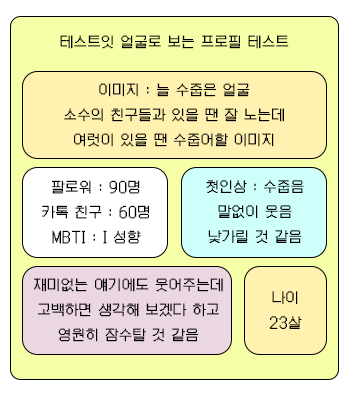 테스트잇 얼굴로 보는 프로필 테스트
이미지 : 늘 수줍은 얼굴
소수의 친구들과 있을 땐 잘 노는데
여럿이 있을 땐 수줍어할 이미지
팔로워 : 90명
카톡 친구 : 60명
MBTI : I 성향
첫인상 : 수줍음
말없이 웃음
낯가릴 것 같음
재미없는 얘기에도 웃어주는데
고백하면 생각해 보겠다 하고
영원히 잠수탈 것 같음
나이
23살